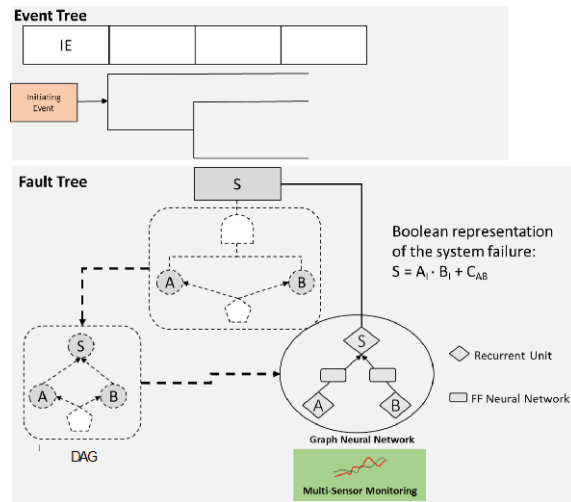 Event Tree
IE
Initiating
Event
Fault Tree
S
A
B
Boolean representation
of the system failure:
S = A_I · B_I + C_AB
S
A
B
DAG
S
A
B
Graph Neural Network
Recurrent Unit
FF Neural Network
Multi-Sensor Monitoring